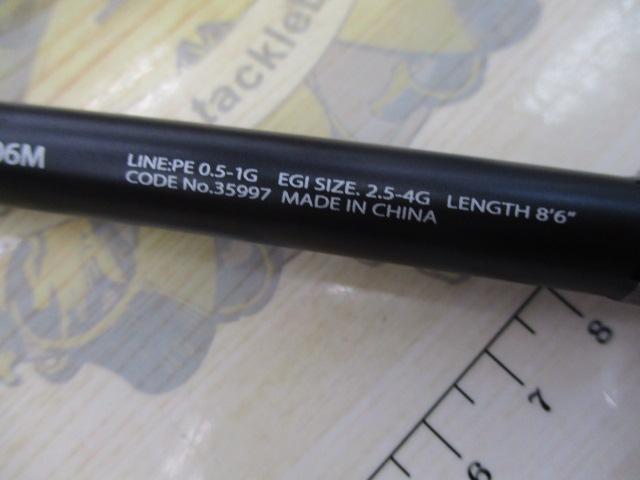 06M
LINE:PE 0.5-1G EGI SIZE. 2.5-4G LENGTH 8'6"
CODE No.35997 MADE IN CHINA
8
7
6